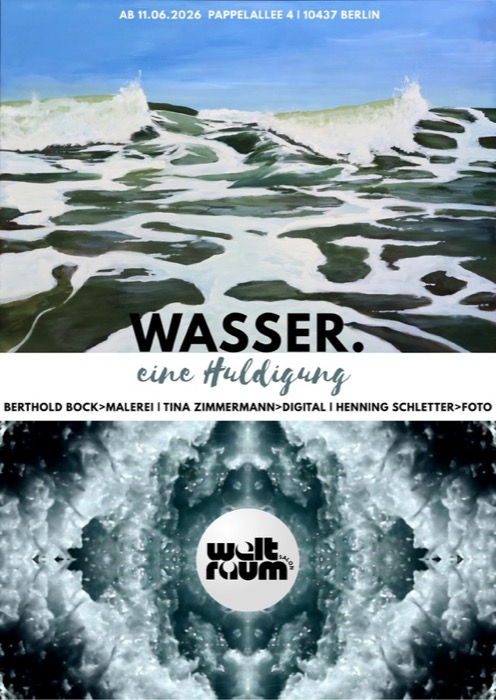 AB 11.06.2026 PAPPELALLEE 4 | 10437 BERLIN
WASSER.
eine Huldigung
BERTHOLD BOCK>MALEREI | TINA ZIMMERMANN>DIGITAL | HENNING SCHLETTER>FOTO
welt
raum SALON